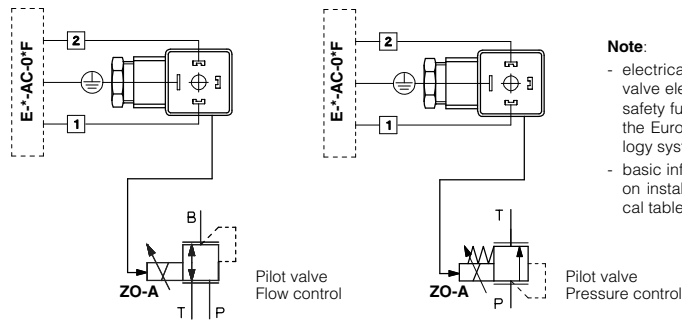 E-*-AC-0*F
2
1
B
ZO-A
T P
Pilot valve
Flow control
E-*-AC-0*F
2
1
T
ZO-A
P
Pilot valve
Pressure control
Note:
- electrica
valve ele
safety fu
the Euro
logy sys
- basic inf
on instal
cal table